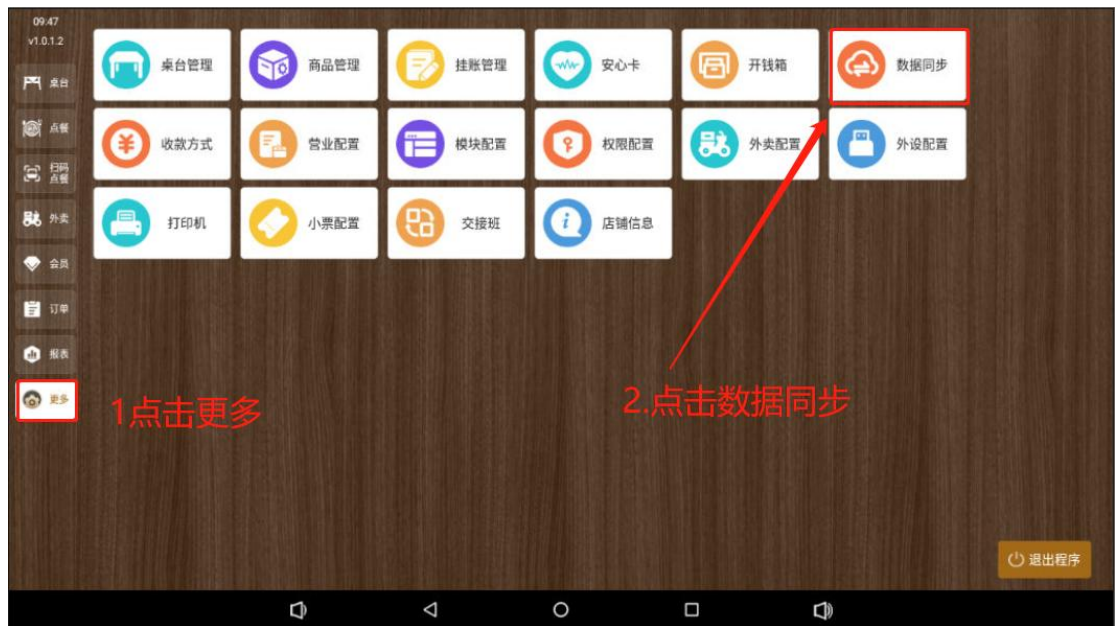 09:47
v1.0.1.2
桌台
点餐
扫码
点餐
外卖
会员
订单
报表
更多
桌台管理
商品管理
挂账管理
安心卡
开钱箱
数据同步
收款方式
营业配置
模块配置
权限配置
外卖配置
外设配置
打印机
小票配置
交接班
店铺信息
1点击更多
2.点击数据同步
退出程序